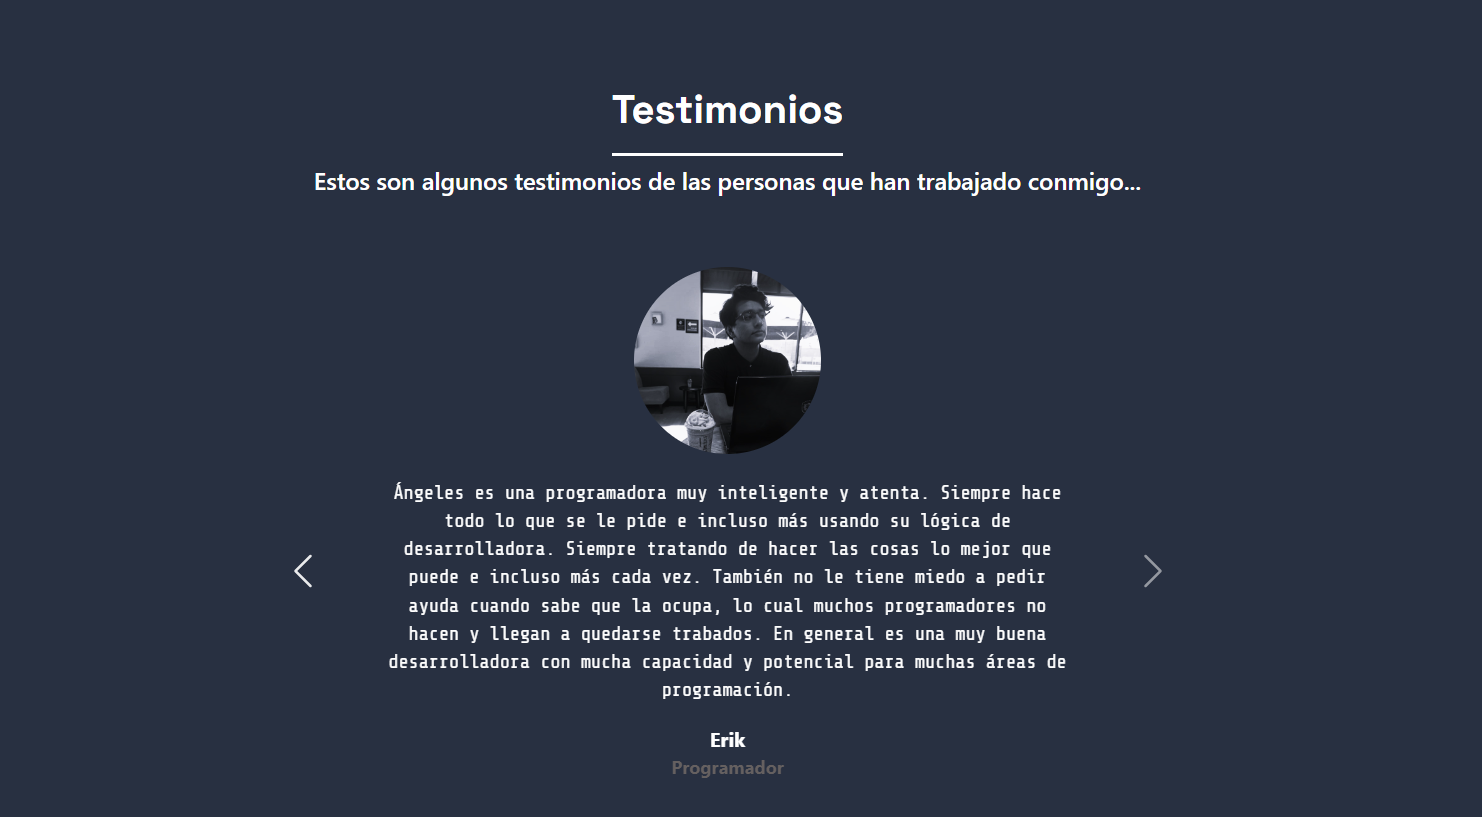 Testimonios
Estos son algunos testimonios de las personas que han trabajado conmigo...
Ángeles es una programadora muy inteligente y atenta. Siempre hace
todo lo que se le pide e incluso más usando su lógica de
desarrolladora. Siempre tratando de hacer las cosas lo mejor que
puede e incluso más cada vez. También no le tiene miedo a pedir
ayuda cuando sabe que la ocupa, lo cual muchos programadores no
hacen y llegan a quedarse trabados. En general es una muy buena
desarrolladora con mucha capacidad y potencial para muchas áreas de
programación.
Erik
Programador